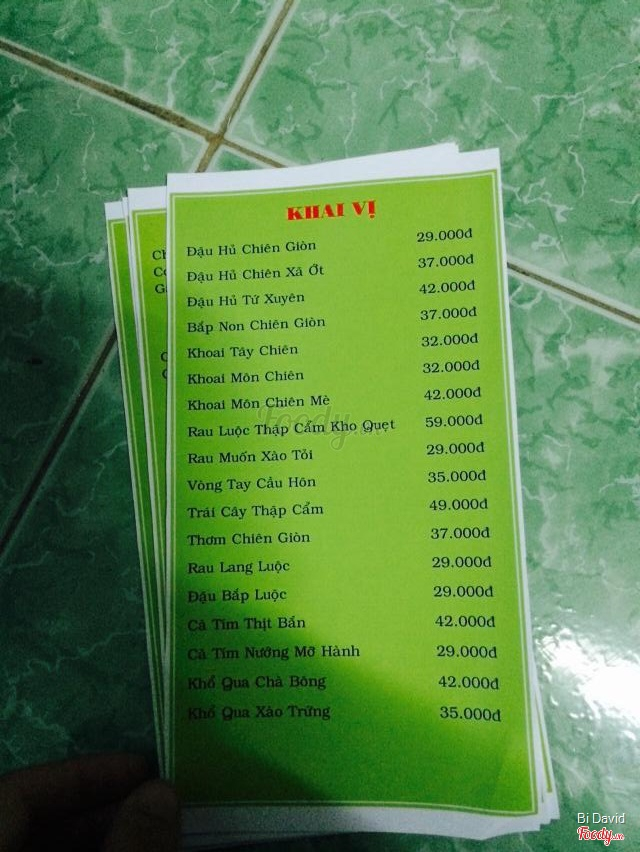 KHAI VỊ
Đậu Hủ Chiên Giòn 29.000đ
Đậu Hủ Chiên Xã Ớt 37.000đ
Đậu Hủ Tứ Xuyên 42.000đ
Bắp Non Chiên Giòn 37.000đ
Khoai Tây Chiên 32.000đ
Khoai Môn Chiên 32.000đ
Khoai Môn Chiên Mè 42.000đ
Rau Luộc Thập Cẩm Kho Quẹt 59.000đ
Rau Muốn Xào Tỏi 29.000đ
Vòng Tay Cầu Hôn 35.000đ
Trái Cây Thập Cẩm 49.000đ
Thơm Chiên Giòn 37.000đ
Rau Lang Luộc 29.000đ
Đậu Bắp Luộc 29.000đ
Cà Tím Thịt Bằn 42.000đ
Cà Tím Nướng Mỡ Hành 29.000đ
Khổ Qua Chà Bông 42.000đ
Khổ Qua Xào Trứng 35.000đ
Foody.vn
Bi David
Foody.vn